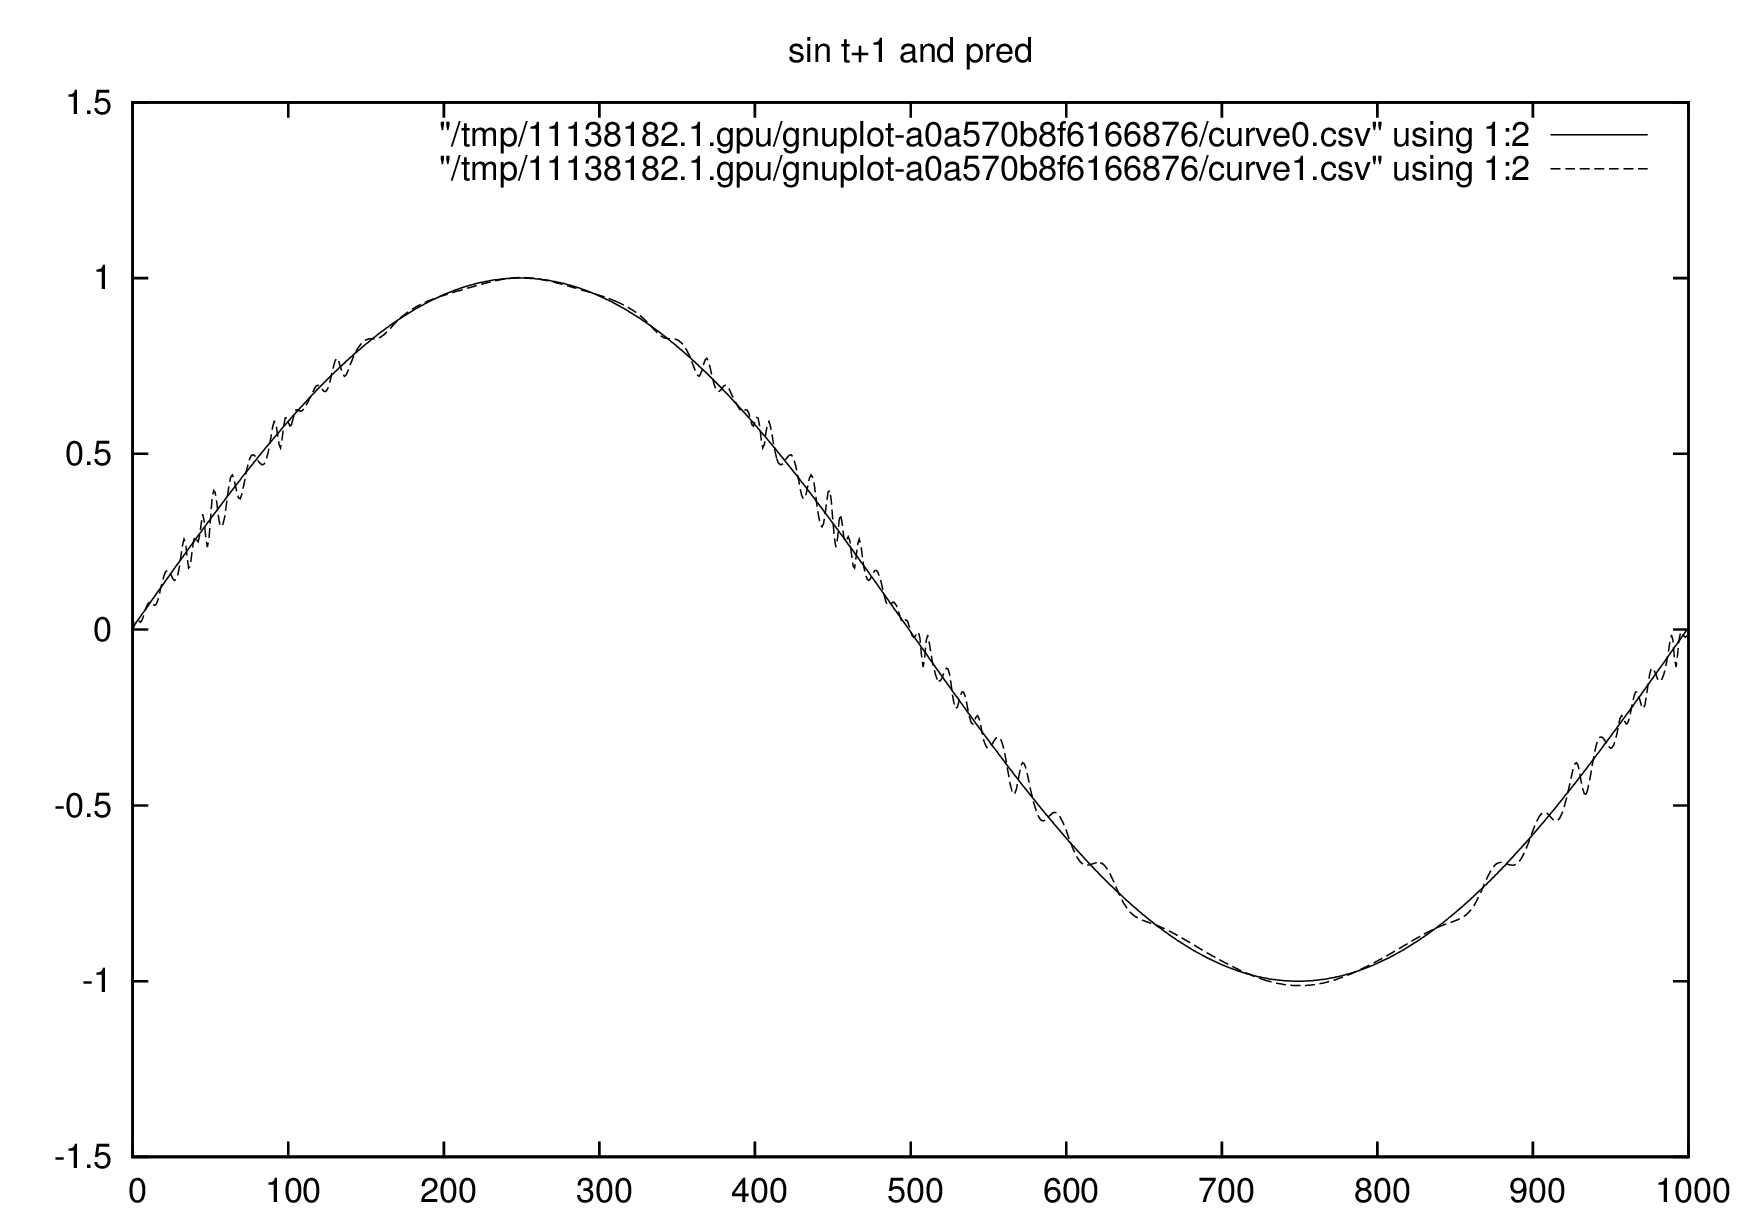 sin t+1 and pred
1.5
"/tmp/11138182.1.gpu/gnuplot-a0a570b8f6166876/curve0.csv" using 1:2
"/tmp/11138182.1.gpu/gnuplot-a0a570b8f6166876/curve1.csv" using 1:2
1
0.5
0
-0.5
-1
-1.5
0 100 200 300 400 500 600 700 800 900 1000